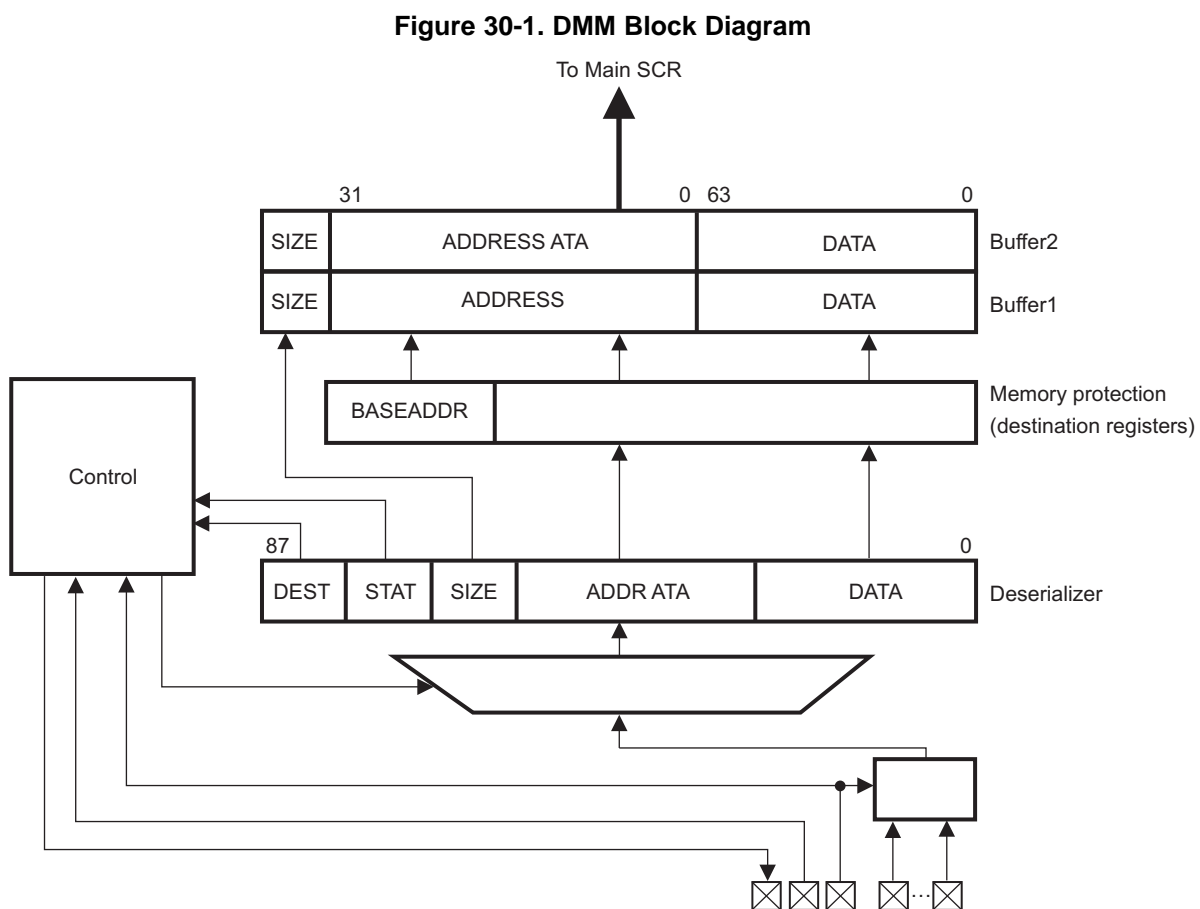 Figure 30-1. DMM Block Diagram
To Main SCR
31 0 63 0
SIZE ADDRESS ATA DATA Buffer2
SIZE ADDRESS DATA Buffer1
BASEADDR
Memory protection
(destination registers)
Control
87 0
DEST STAT SIZE ADDR ATA DATA Deserializer
...